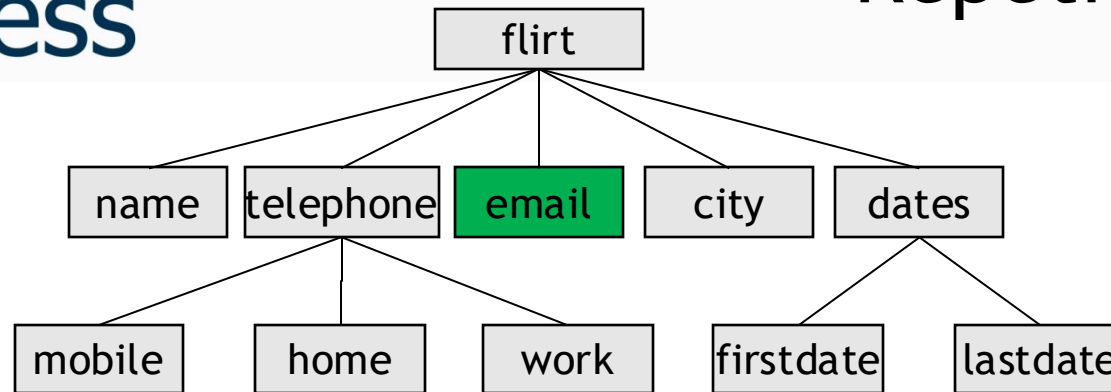 ess
flirt
name telephone email city dates
mobile home work firstdate lastdate